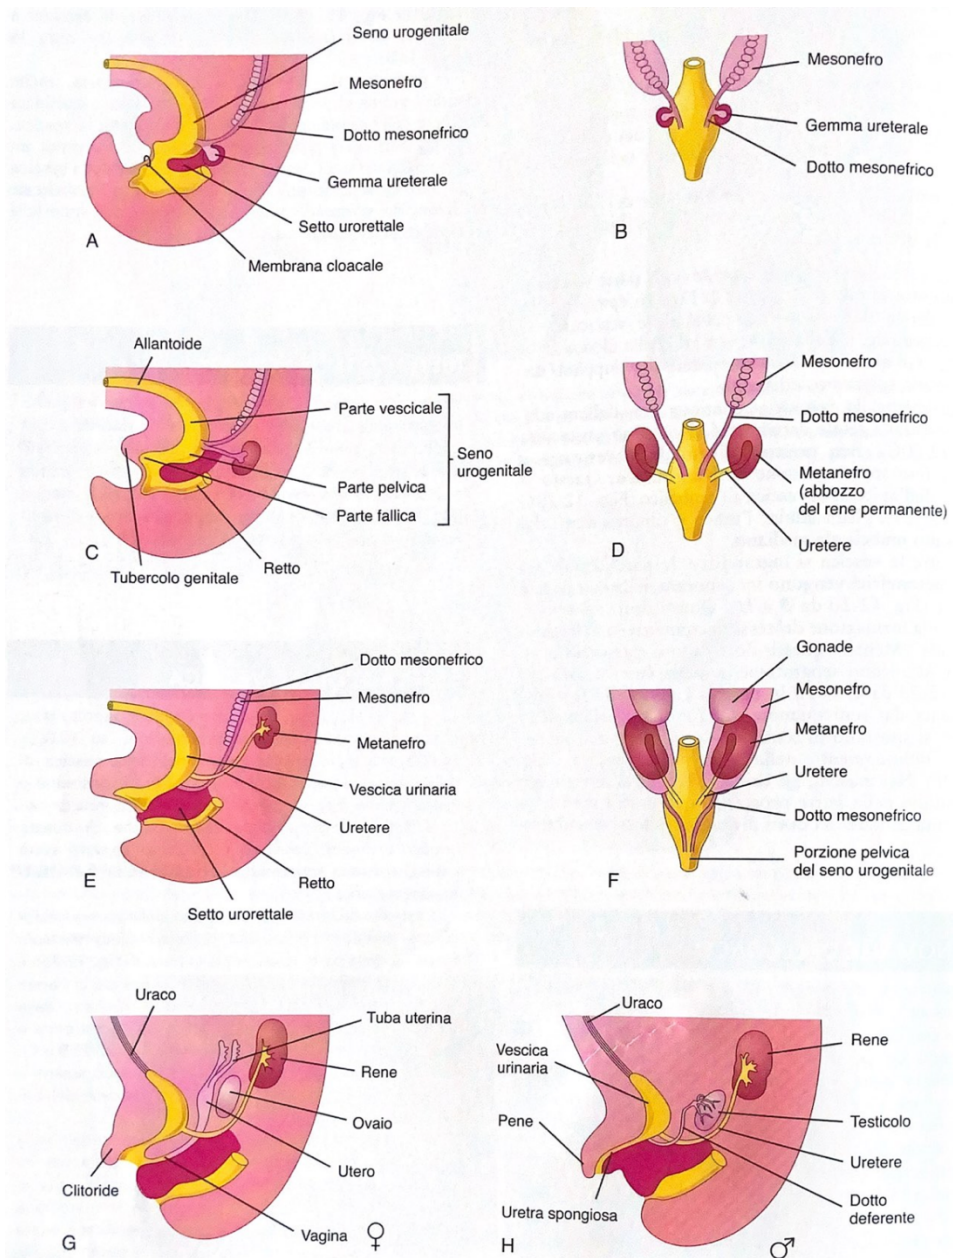 Seno urogenitale
Mesonefro
Dotto mesonefrico
Gemma ureterale
Setto urorettale
Membrana cloacale
A
Mesonefro
Gemma ureterale
Dotto mesonefrico
B
Allantoide
Parte vescicale
Seno
urogenitale
Parte pelvica
Parte fallica
Retto
Tubercolo genitale
C
Mesonefro
Dotto mesonefrico
Metanefro
(abbozzo
del rene permanente)
Uretere
D
Dotto mesonefrico
Mesonefro
Metanefro
Vescica urinaria
Uretere
Retto
Setto urorettale
E
Gonade
Mesonefro
Metanefro
Uretere
Dotto mesonefrico
Porzione pelvica
del seno urogenitale
F
Uraco
Tuba uterina
Rene
Ovaio
Utero
Clitoride
Vagina
G ♀
Uraco
Vescica
urinaria
Rene
Pene
Testicolo
Uretere
Uretra spongiosa
Dotto
deferente
H ♂